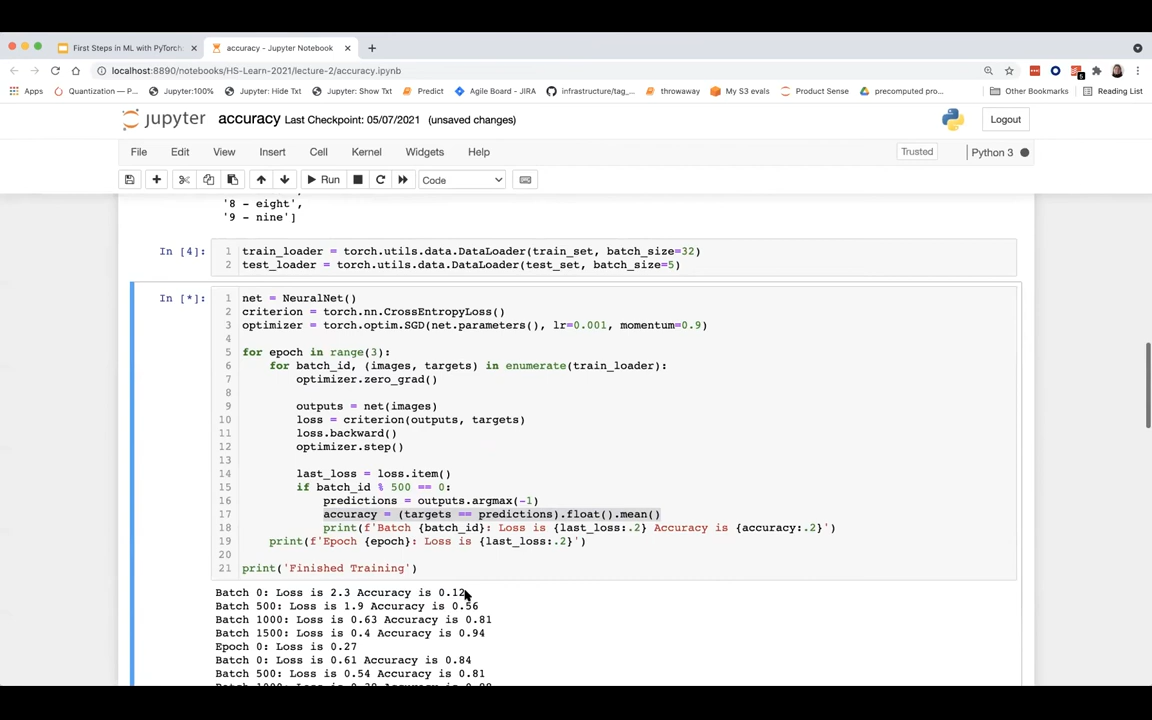 First Steps in ML with PyTorch
accuracy - Jupyter Notebook
localhost:8890/notebooks/HS-Learn-2021/lecture-2/accuracy.ipynb
Apps Quantization — P... Jupyter:100% Jupyter: Hide Txt Jupyter: Show Txt Predict Agile Board - JIRA infrastructure/tag_... throwaway My S3 evals Product Sense precomputed pro... Other Bookmarks Reading List
jupyter accuracy Last Checkpoint: 05/07/2021 (unsaved changes) Logout
File Edit View Insert Cell Kernel Widgets Help Trusted Python 3
Run Code
'8 - eight',
'9 - nine']
In [4]: 1 train_loader = torch.utils.data.DataLoader(train_set, batch_size=32)
2 test_loader = torch.utils.data.DataLoader(test_set, batch_size=5)
In [*]: 1 net = NeuralNet()
2 criterion = torch.nn.CrossEntropyLoss()
3 optimizer = torch.optim.SGD(net.parameters(), lr=0.001, momentum=0.9)
4
5 for epoch in range(3):
6 for batch_id, (images, targets) in enumerate(train_loader):
7 optimizer.zero_grad()
8
9 outputs = net(images)
10 loss = criterion(outputs, targets)
11 loss.backward()
12 optimizer.step()
13
14 last_loss = loss.item()
15 if batch_id % 500 == 0:
16 predictions = outputs.argmax(-1)
17 accuracy = (targets == predictions).float().mean()
18 print(f'Batch {batch_id}: Loss is {last_loss:.2} Accuracy is {accuracy:.2}')
19 print(f'Epoch {epoch}: Loss is {last_loss:.2}')
20
21 print('Finished Training')
Batch 0: Loss is 2.3 Accuracy is 0.12
Batch 500: Loss is 1.9 Accuracy is 0.56
Batch 1000: Loss is 0.63 Accuracy is 0.81
Batch 1500: Loss is 0.4 Accuracy is 0.94
Epoch 0: Loss is 0.27
Batch 0: Loss is 0.61 Accuracy is 0.84
Batch 500: Loss is 0.54 Accuracy is 0.81